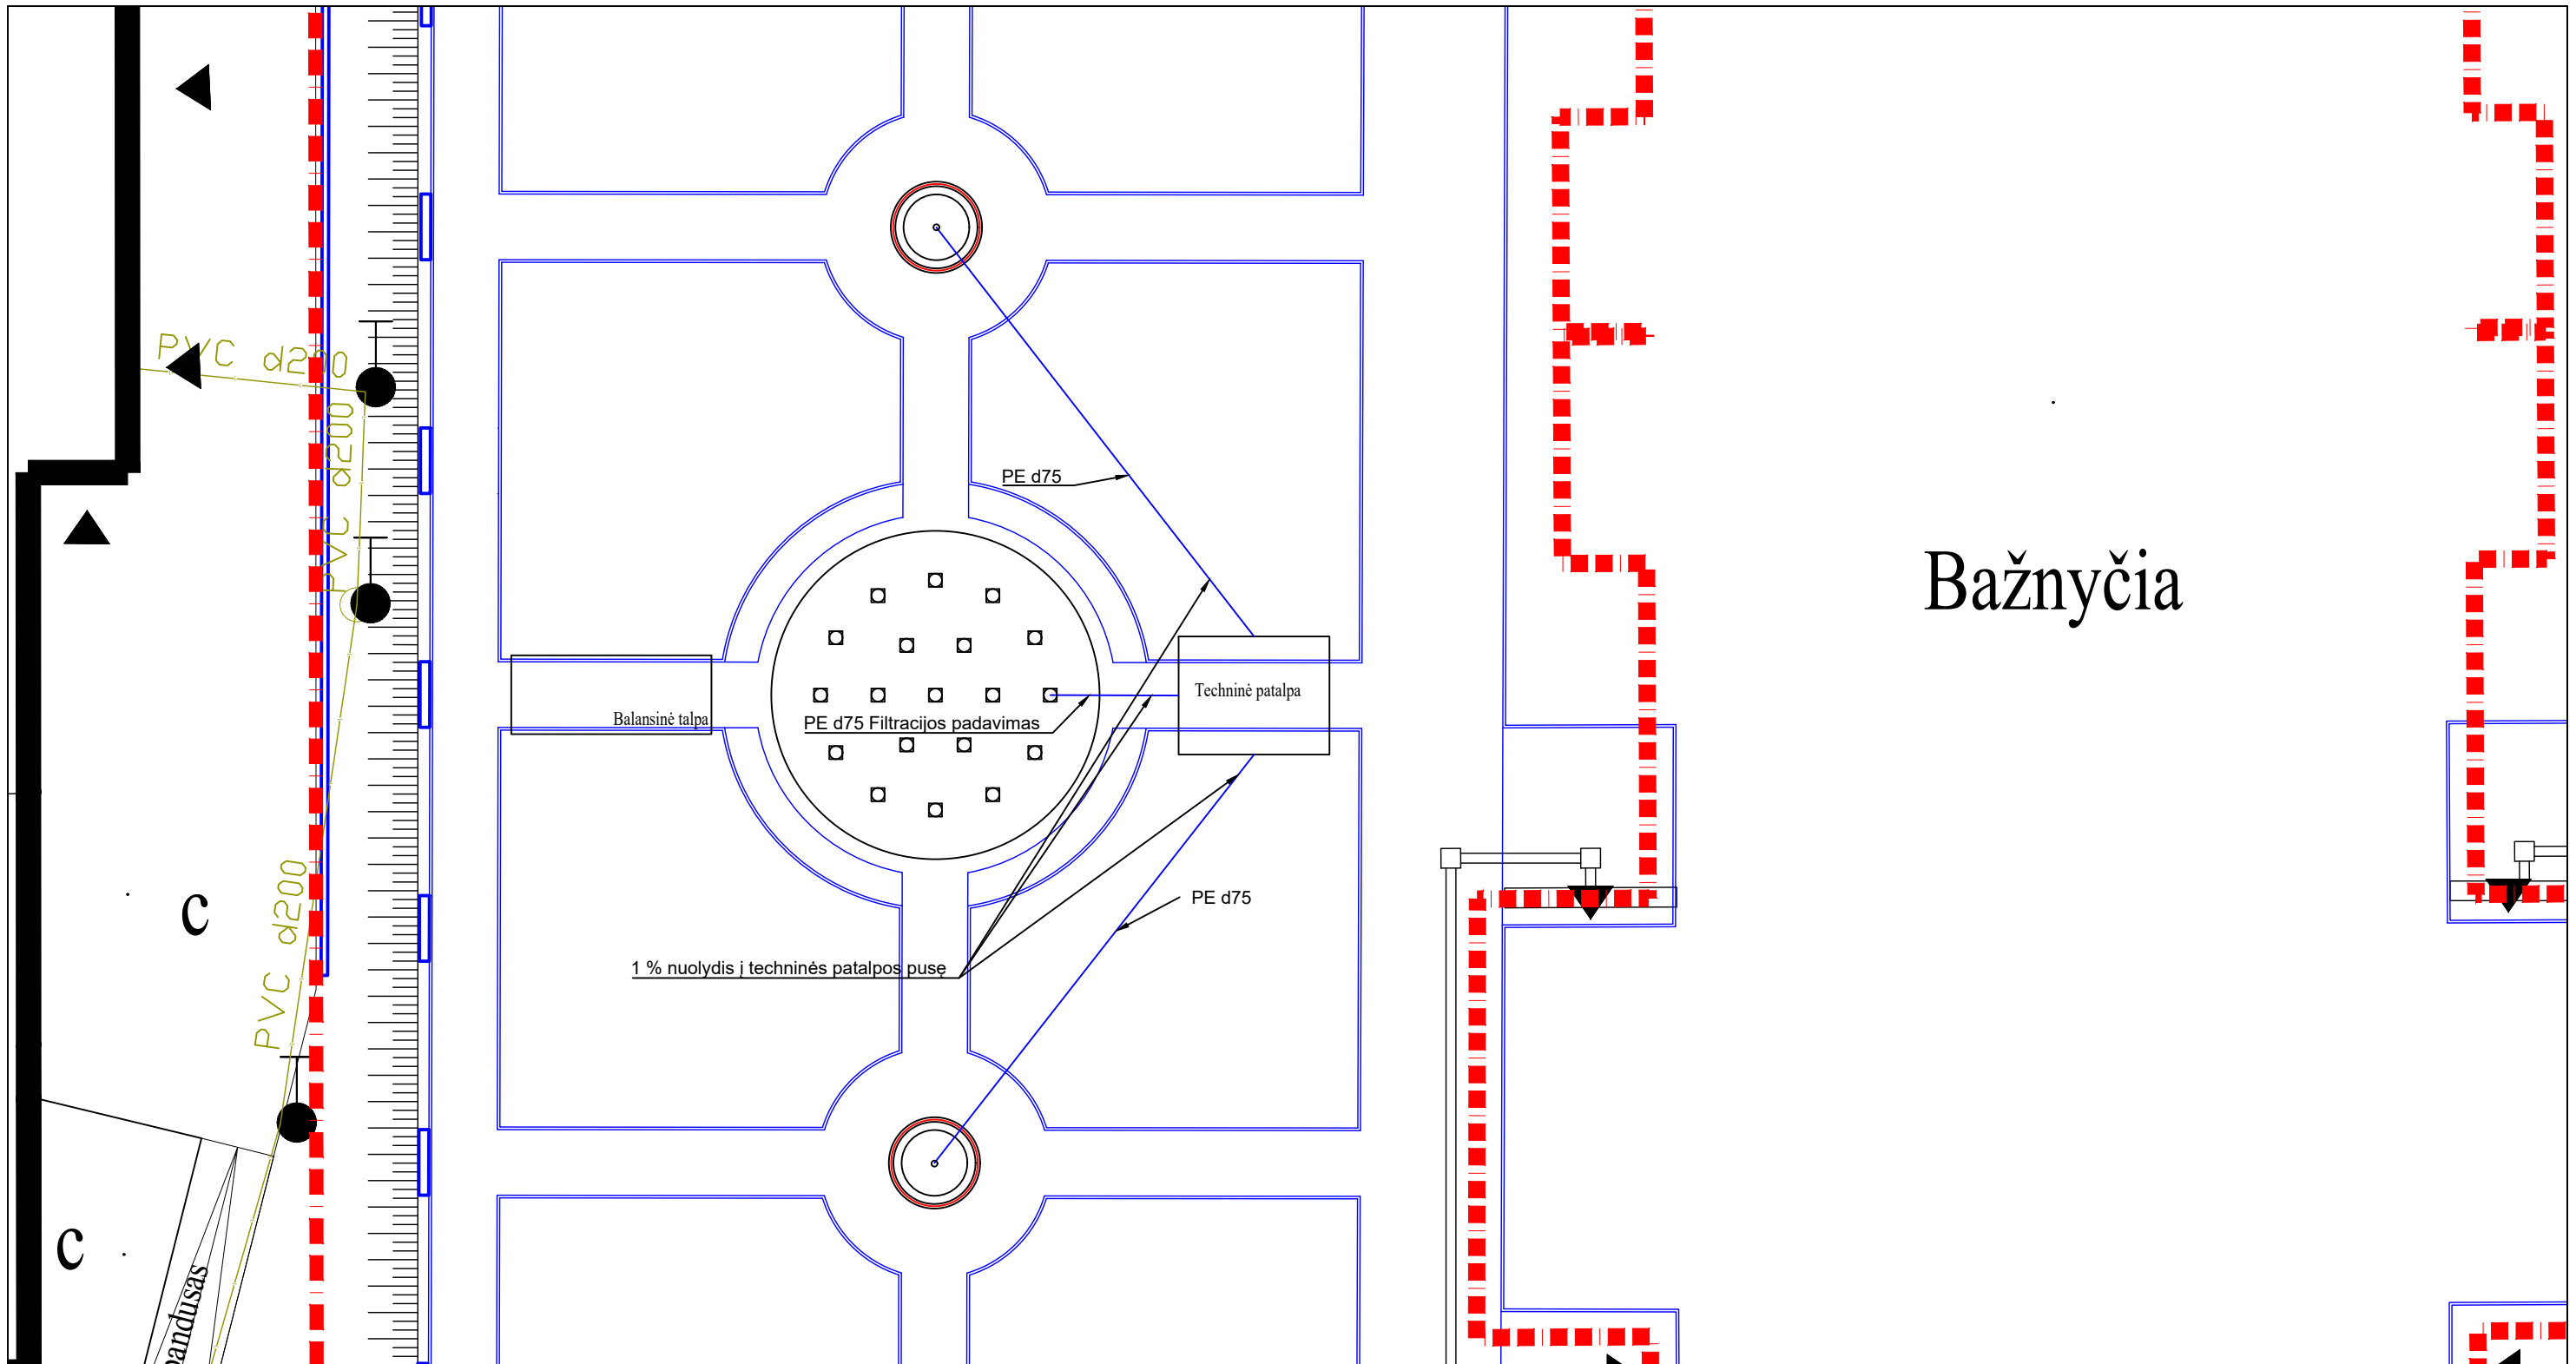 PVC d200
PVC d200
PE d75
Bažnyčia
Techninė patalpa
Balansinė talpa
PE d75 Filtracijos padavimas
PVC d200
c
PE d75
1 % nuolydis į techninės patalpos pusę
c
pandusas